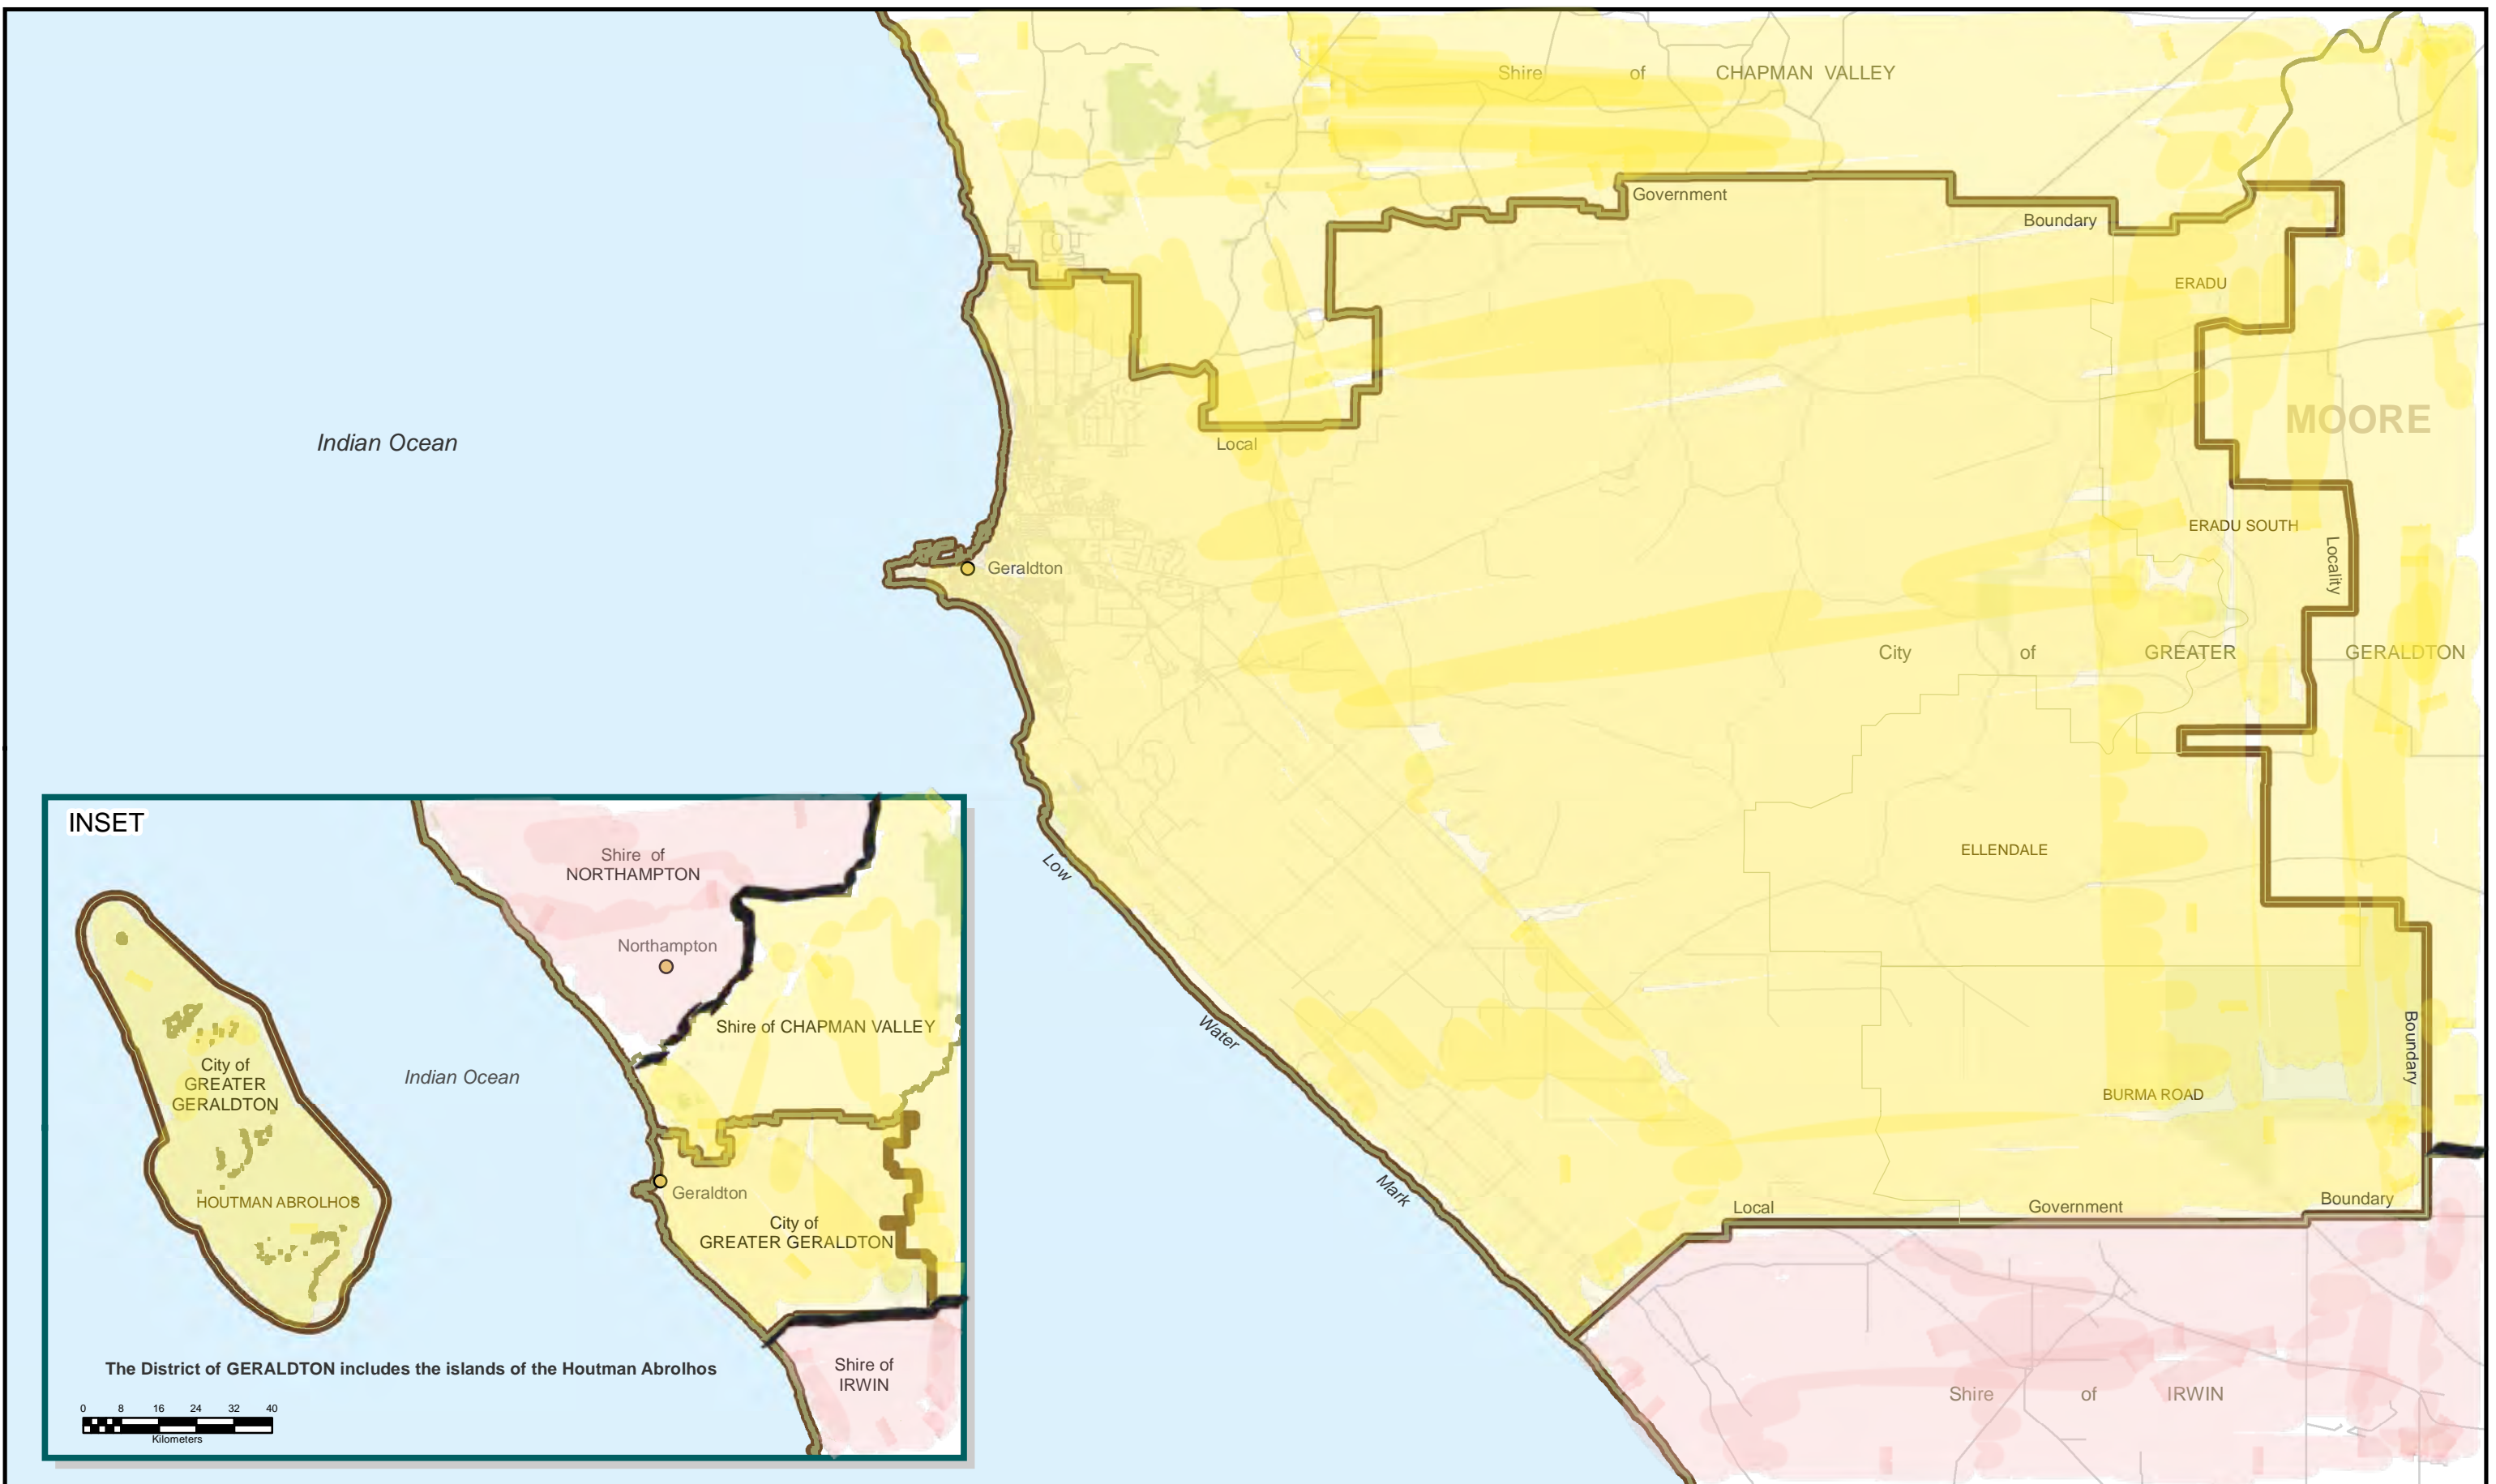 Shire of CHAPMAN VALLEY
Government
Boundary
ERADU
MOORE
Indian Ocean
Local
ERADU SOUTH
Locality
Geraldton
City of GREATER GERALDTON
ELLENDALE
Low
Water
Mark
BURMA ROAD
Boundary
Local Government Boundary
Shire of IRWIN
INSET
Shire of
NORTHAMPTON
Northampton
Shire of CHAPMAN VALLEY
City of
GREATER
GERALDTON
Indian Ocean
HOUTMAN ABROLHOS
Geraldton
City of
GREATER GERALDTON
The District of GERALDTON includes the islands of the Houtman Abrolhos
Shire of
IRWIN
0 8 16 24 32 40
Kilometers